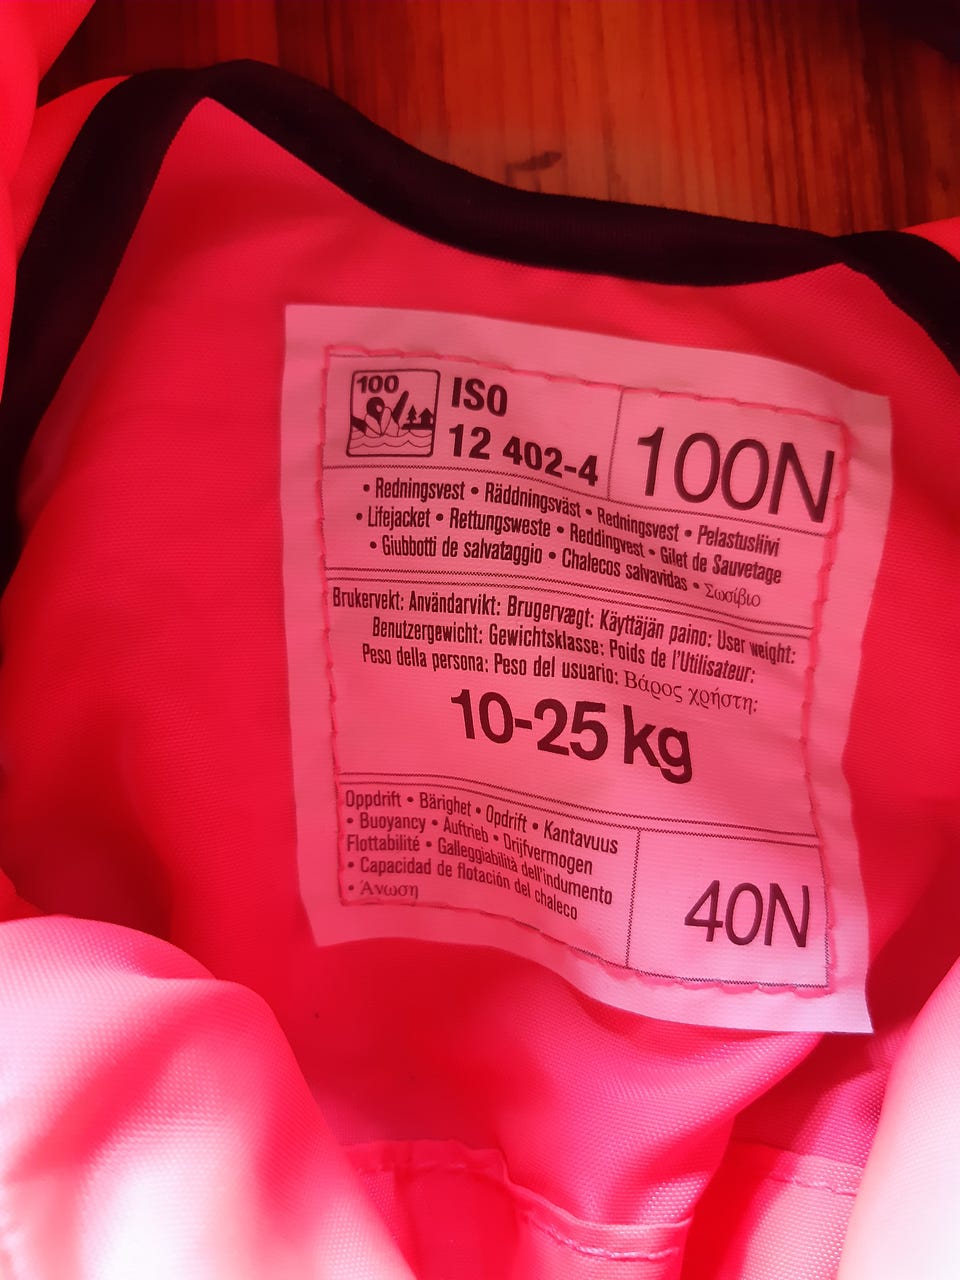 100
ISO
12 402-4
100N
• Redningsvest • Räddningsväst • Redningsvest • Pelastusliivi
• Lifejacket • Rettungsweste • Reddingvest • Gilet de Sauvetage
• Giubbotti de salvataggio • Chalecos salvavidas • Σωσίβιο
Brukervekt: Användarvikt: Brugervægt: Käyttäjän paino: User weight:
Benutzergewicht: Gewichtsklasse: Poids de l'Utilisateur:
Peso della persona: Peso del usuario: Βάρος χρήστη:
10-25 kg
Oppdrift • Bärighet • Opdrift • Kantavuus
• Buoyancy • Auftrieb • Drijfvermogen
Flottabilité • Galleggiabilità dell'indumento
• Capacidad de flotación del chaleco
• Άνωση
40N